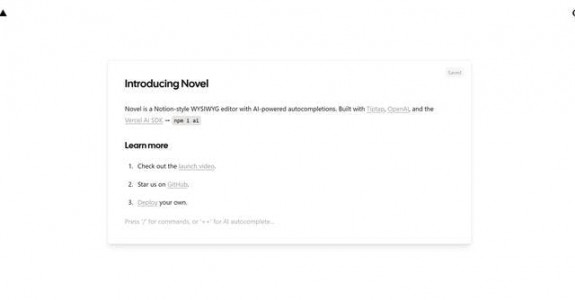 Saved
Introducing Novel
Novel is a Notion-style WYSIWYG editor with AI-powered autocompletions. Built with Tiptap, OpenAI, and the
Vercel AI SDK — npm i ai
Learn more
1. Check out the launch video.
2. Star us on GitHub.
3. Deploy your own.
Press '/' for commands, or '++' for AI autocomplete...